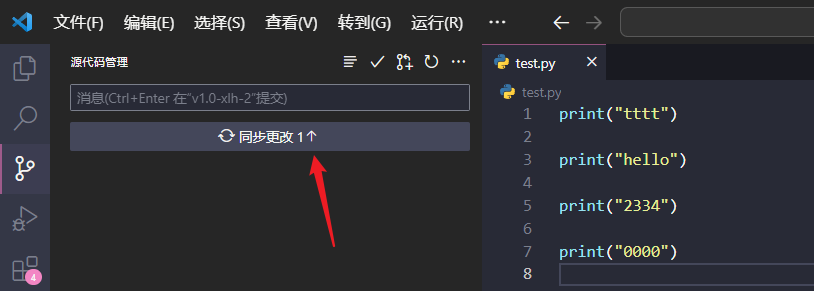 文件(F) 编辑(E) 选择(S) 查看(V) 转到(G) 运行(R) ···
源代码管理
消息(Ctrl+Enter 在“v1.0-xlh-2”提交)
同步更改 1↑
4
test.py
test.py
1 print("tttt")
2
3 print("hello")
4
5 print("2334")
6
7 print("0000")
8